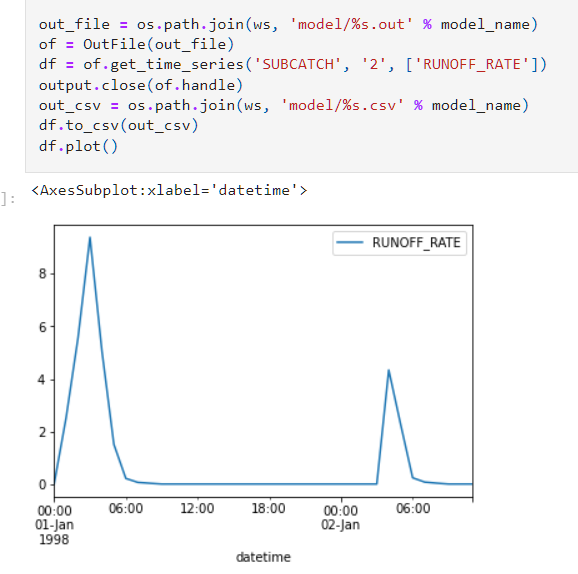 out_file = os.path.join(ws, 'model/%s.out' % model_name)
of = OutFile(out_file)
df = of.get_time_series('SUBCATCH', '2', ['RUNOFF_RATE'])
output.close(of.handle)
out_csv = os.path.join(ws, 'model/%s.csv' % model_name)
df.to_csv(out_csv)
df.plot()
]: <AxesSubplot:xlabel='datetime'>
RUNOFF_RATE
8
6
4
2
0
00:00 06:00 12:00 18:00 00:00 06:00
01-Jan 02-Jan
1998
datetime